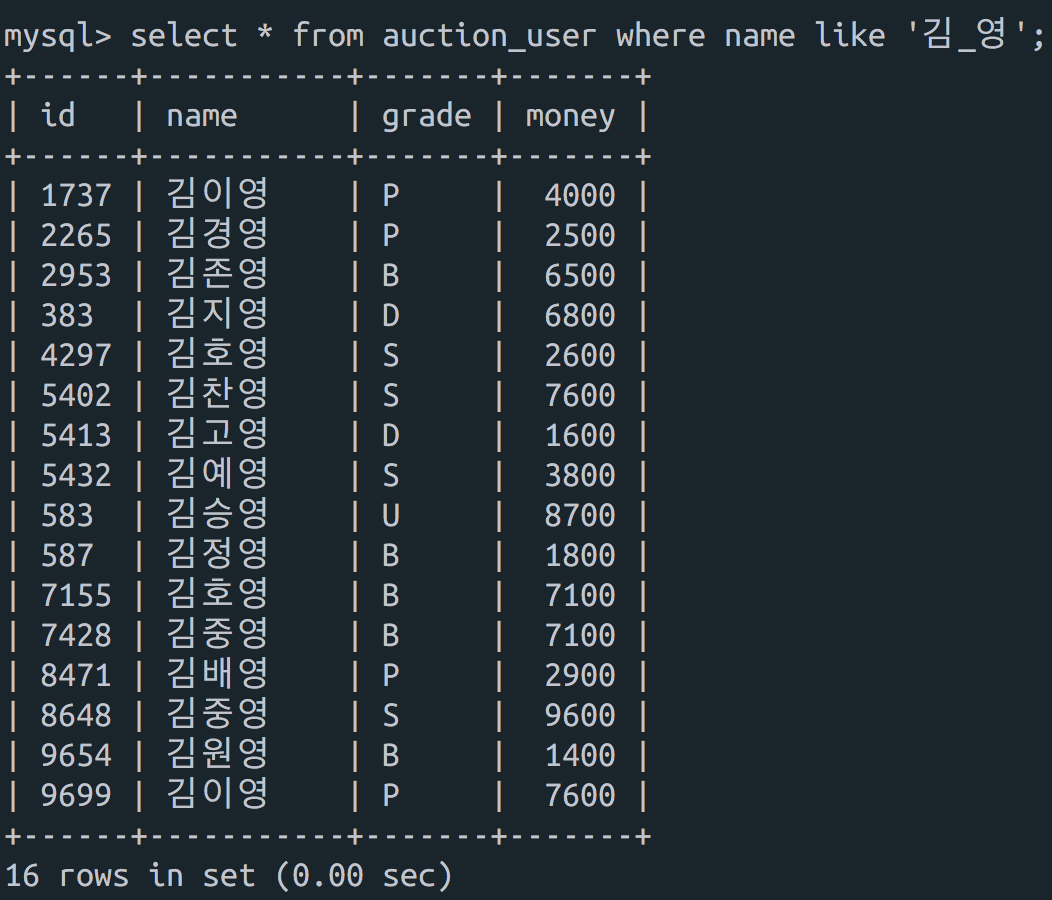 mysql> select * from auction_user where name like '김_영';
+------+-----------+-------+-------+
| id   | name      | grade | money |
+------+-----------+-------+-------+
| 1737 | 김이영    | P     |  4000 |
| 2265 | 김경영    | P     |  2500 |
| 2953 | 김존영    | B     |  6500 |
| 383  | 김지영    | D     |  6800 |
| 4297 | 김호영    | S     |  2600 |
| 5402 | 김찬영    | S     |  7600 |
| 5413 | 김고영    | D     |  1600 |
| 5432 | 김예영    | S     |  3800 |
| 583  | 김승영    | U     |  8700 |
| 587  | 김정영    | B     |  1800 |
| 7155 | 김호영    | B     |  7100 |
| 7428 | 김중영    | B     |  7100 |
| 8471 | 김배영    | P     |  2900 |
| 8648 | 김중영    | S     |  9600 |
| 9654 | 김원영    | B     |  1400 |
| 9699 | 김이영    | P     |  7600 |
+------+-----------+-------+-------+
16 rows in set (0.00 sec)